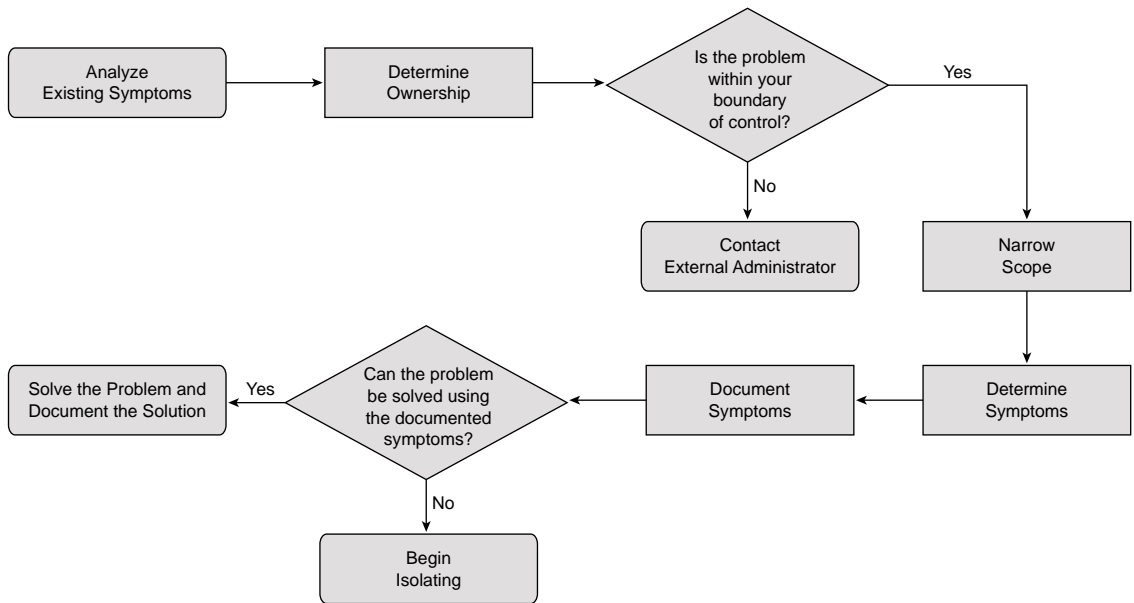 Analyze
Existing Symptoms
Determine
Ownership
Is the problem
within your
boundary
of control?
Yes
No
Contact
External Administrator
Narrow
Scope
Determine
Symptoms
Document
Symptoms
Can the problem
be solved using
the documented
symptoms?
Yes
Solve the Problem and
Document the Solution
No
Begin
Isolating